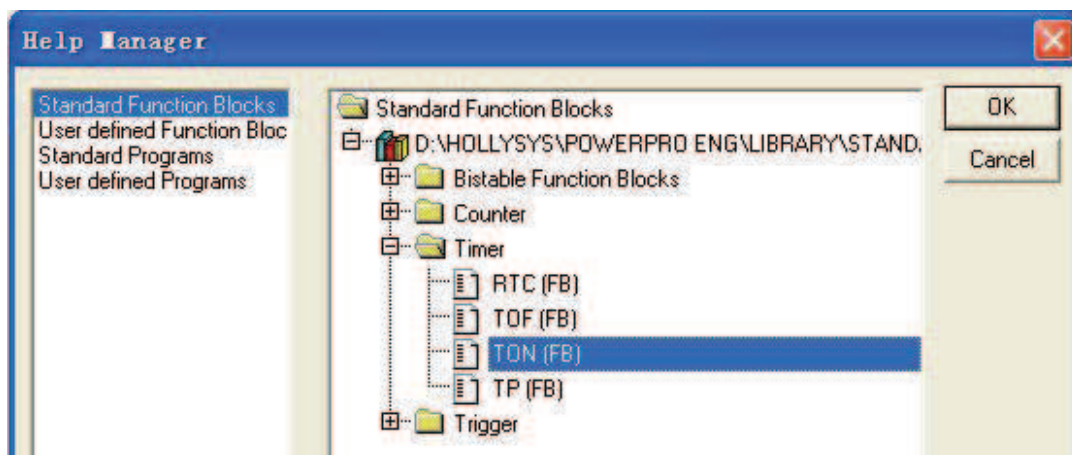 Help Manager
Standard Function Blocks
User defined Function Bloc
Standard Programs
User defined Programs
Standard Function Blocks
D:\HOLLYSYS\POWERPRO ENG\LIBRARY\STAND.
Bistable Function Blocks
Counter
Timer
RTC (FB)
TOF (FB)
TON (FB)
TP (FB)
Trigger
OK
Cancel